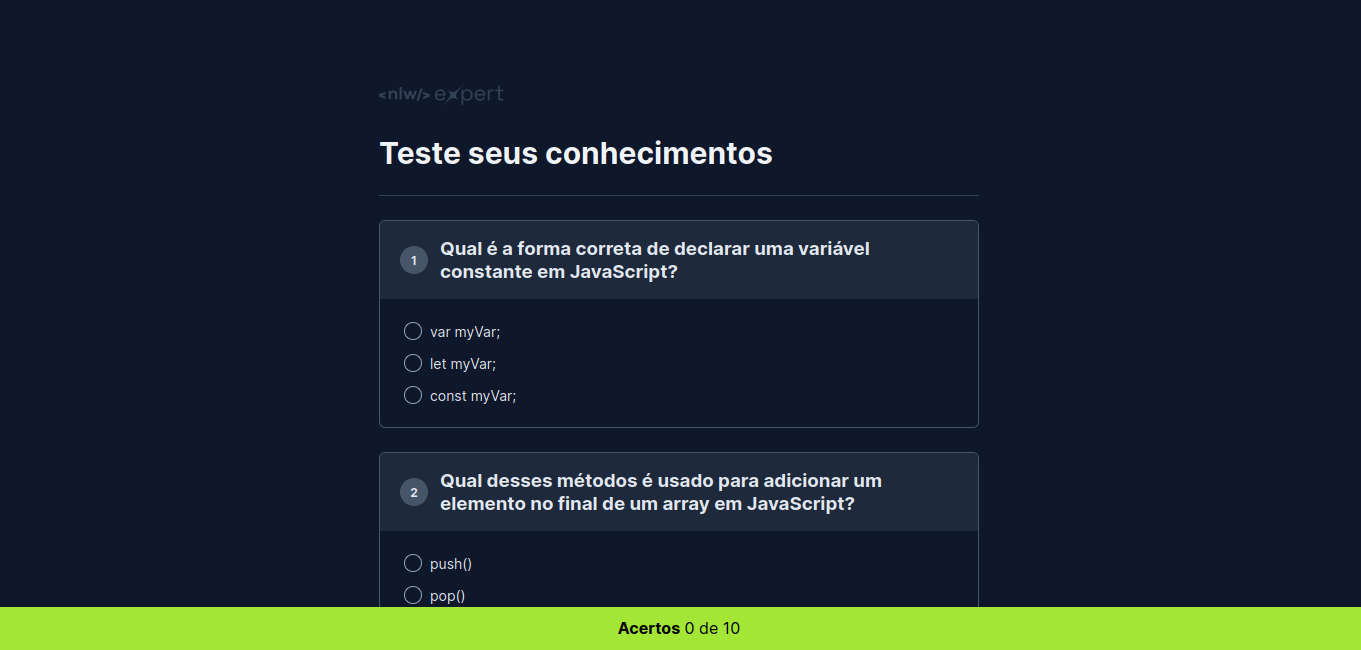 <nlw/> expert
Teste seus conhecimentos
1
Qual é a forma correta de declarar uma variável
constante em JavaScript?
var myVar;
let myVar;
const myVar;
2
Qual desses métodos é usado para adicionar um
elemento no final de um array em JavaScript?
push()
pop()
Acertos 0 de 10